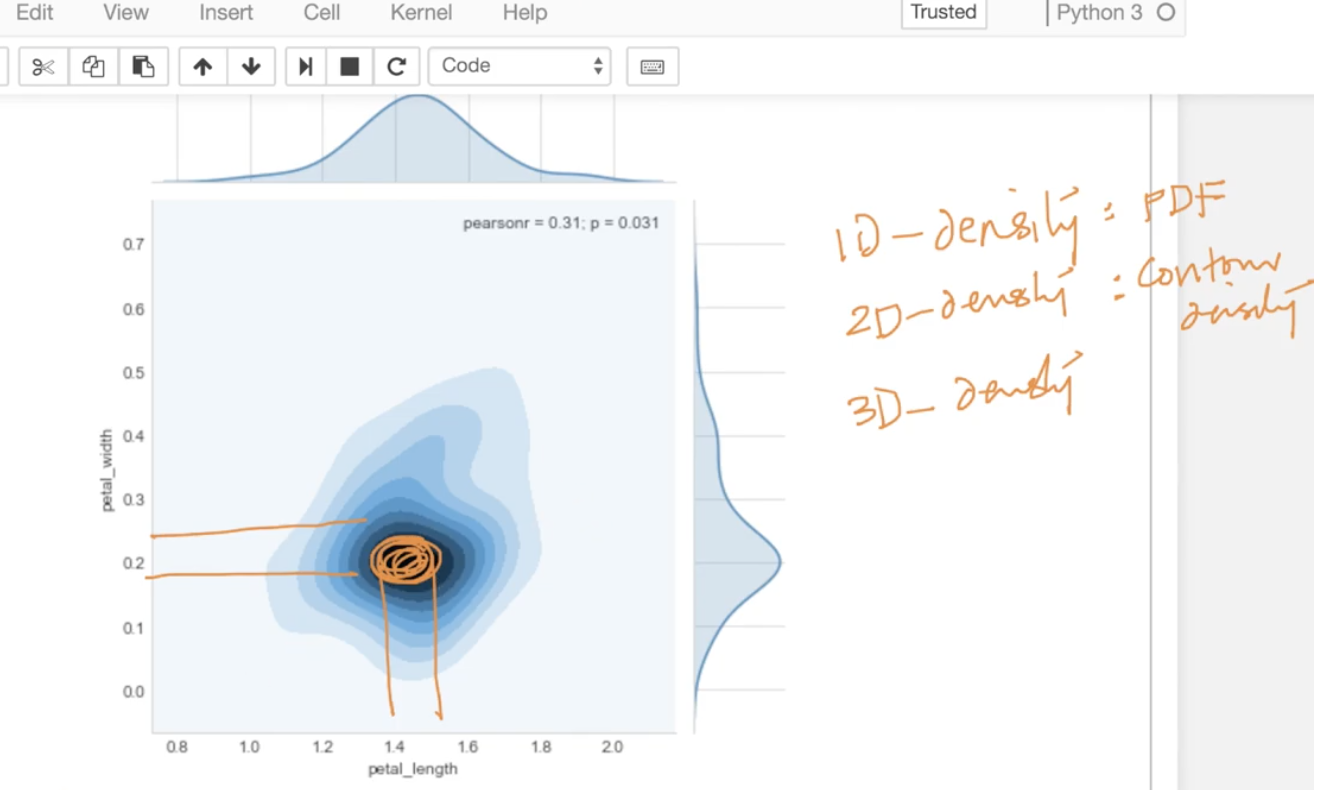 Edit View Insert Cell Kernel Help Trusted Python 3
Code
pearsonr = 0.31; p = 0.031
0.7
0.6
0.5
0.4
0.3
0.2
0.1
0.0
petal_width
0.8 1.0 1.2 1.4 1.6 1.8 2.0
petal_length
1D-density : PDF
2D-density : Contour
density
3D- density